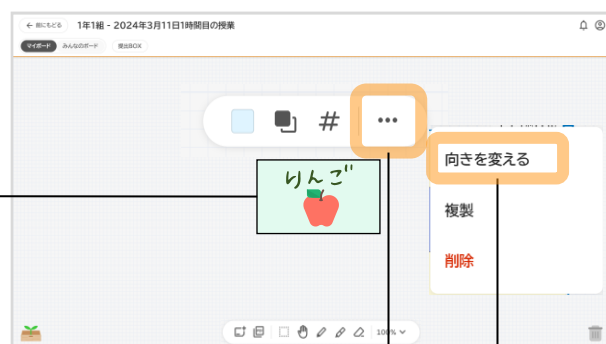 ← 前にもどる 1年1組 - 2024年3月11日1時間目の授業
マイボード みんなのボード 提出BOX
#
...
向きを変える
りんご
複製
削除
100%